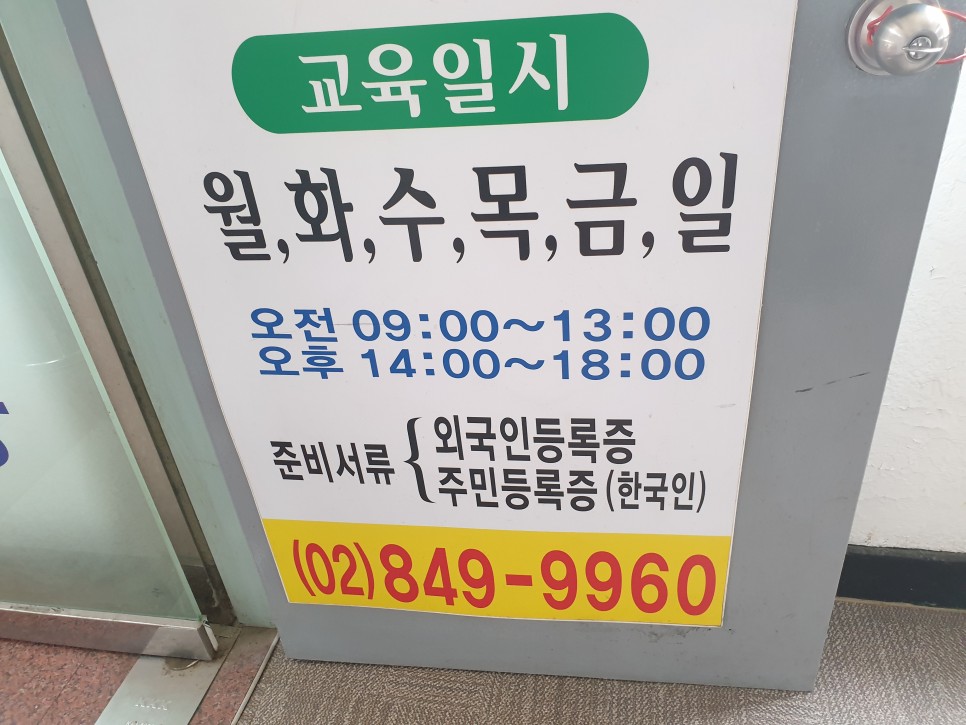 교육일시
월,화,수,목,금,일
오전 09:00~13:00
오후 14:00~18:00
준비서류 { 외국인등록증
주민등록증 (한국인)
(02)849-9960